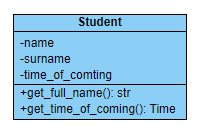 Student
-name
-surname
-time_of_comting
+get_full_name(): str
+get_time_of_coming(): Time